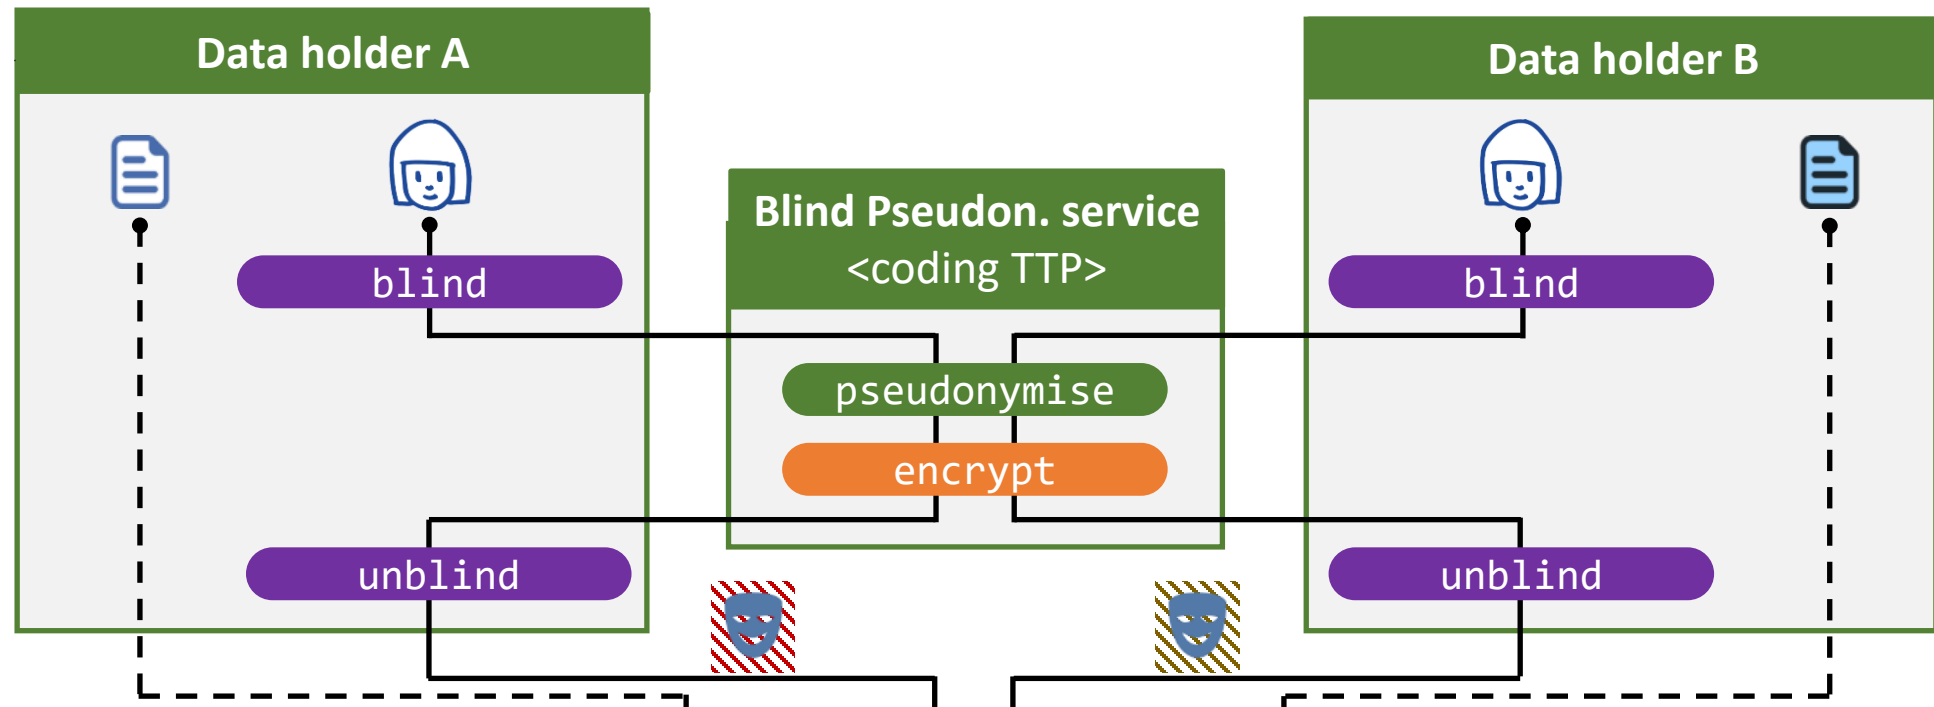 Data holder A
Data holder B
Blind Pseudon. service
<coding TTP>
blind
blind
pseudonymise
encrypt
unblind
unblind